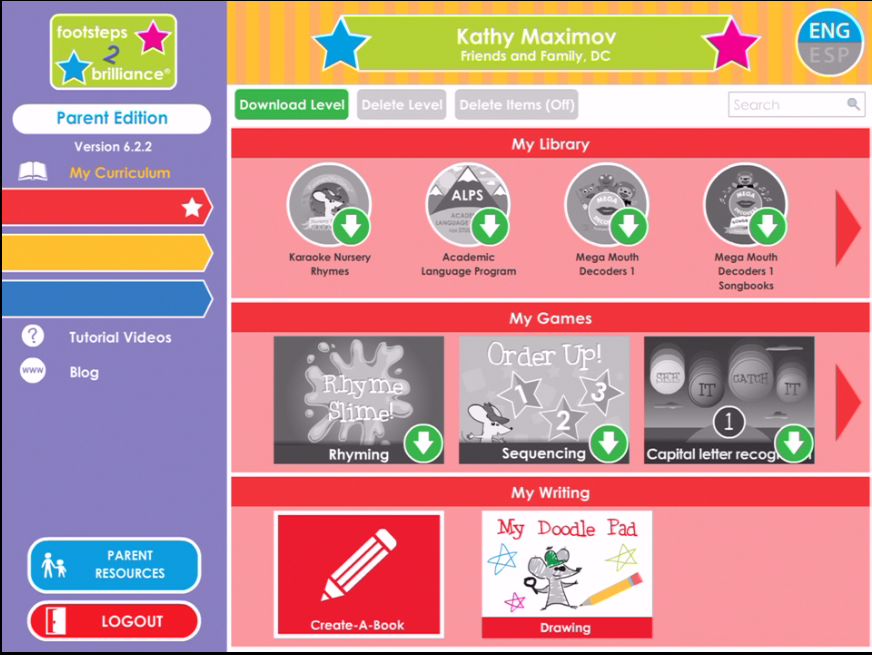 footsteps
2
brilliance®
Parent Edition
Version 6.2.2
My Curriculum
Tutorial Videos
www
Blog
PARENT
RESOURCES
LOGOUT
Kathy Maximov
Friends and Family, DC
ENG
ESP
Download Level
Delete Level
Delete Items (Off)
Search
My Library
ALPS
Karaoke Nursery
Rhymes
Academic
Language Program
MEGA
Mega Mouth
Decoders 1
MEGA
Mega Mouth
Decoders 1
Songbooks
My Games
Rhyme
Slime!
Rhyming
Order Up!
1
2
3
Sequencing
SEE
IT
CATCH
IT
1
Capital letter recog
My Writing
Create-A-Book
My Doodle Pad
Drawing